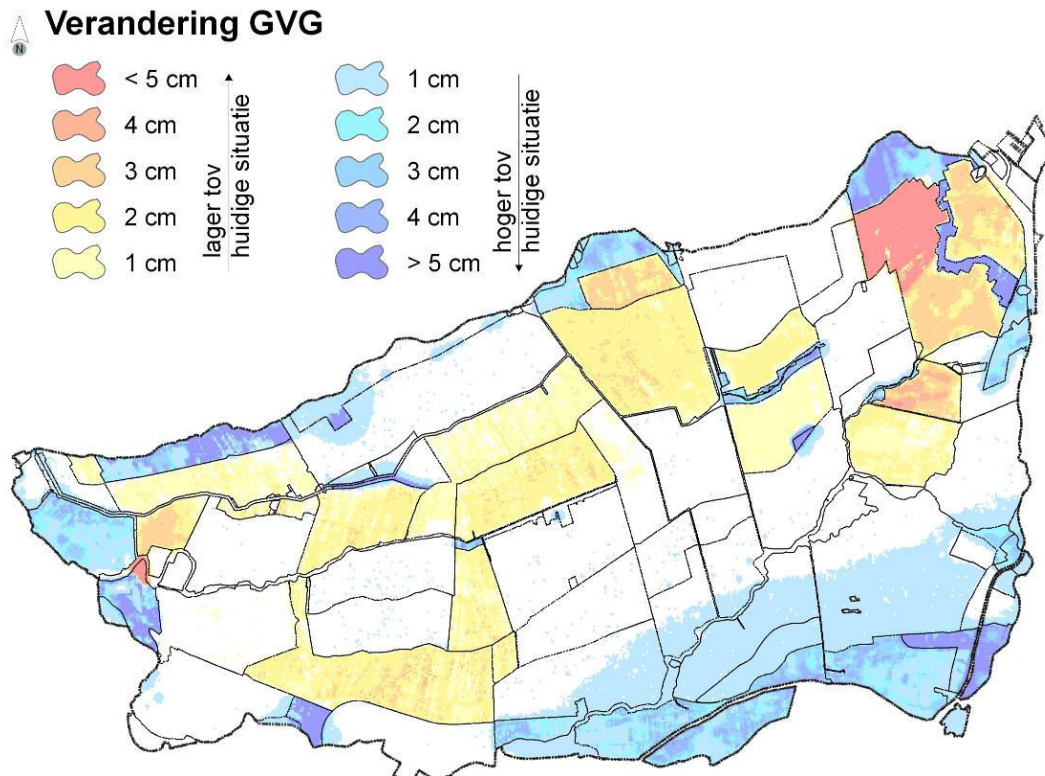 Verandering GVG
N
< 5 cm
4 cm
3 cm
2 cm
1 cm
lager tov
huidige situatie
1 cm
2 cm
3 cm
4 cm
> 5 cm
hoger tov
huidige situatie